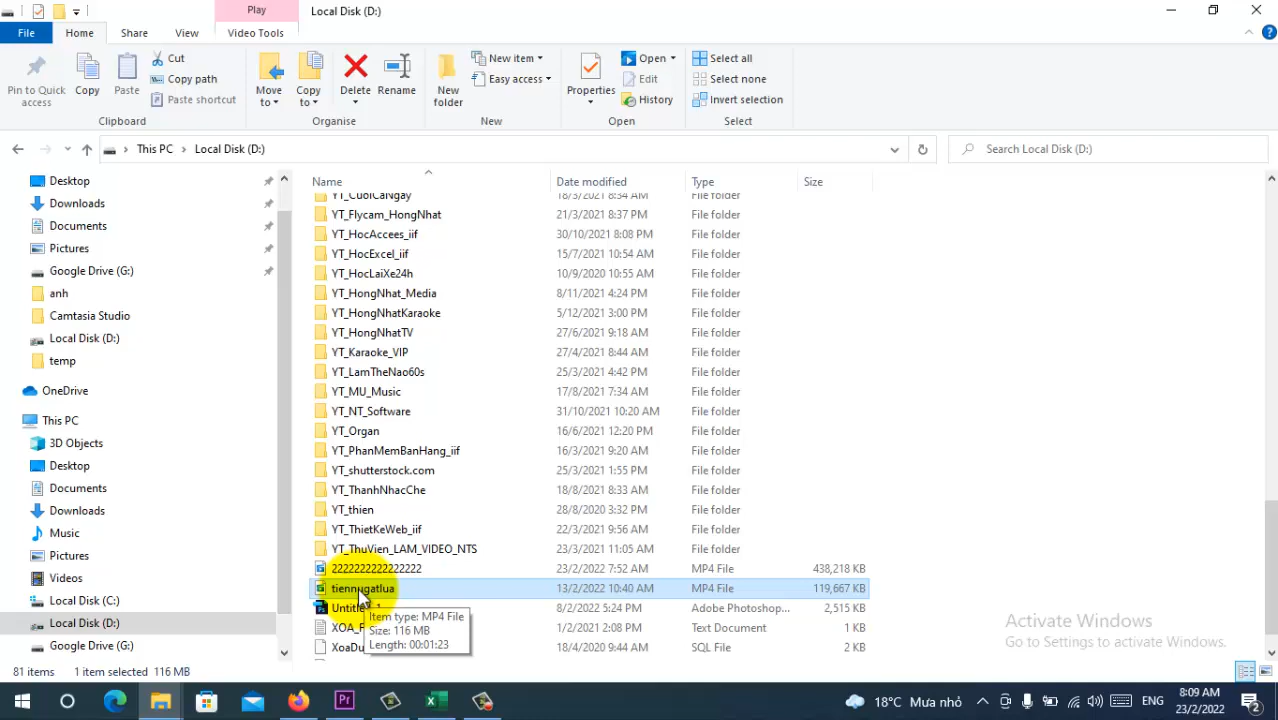 Play
Local Disk (D:)
File
Home
Share
View
Video Tools
Pin to Quick access
Copy
Paste
Cut
Copy path
Paste shortcut
Clipboard
Move to
Copy to
Delete
Rename
Organise
New folder
New item
Easy access
New
Properties
Open
Edit
History
Open
Select all
Select none
Invert selection
Select
This PC
Local Disk (D:)
Search Local Disk (D:)
Desktop
Downloads
Documents
Pictures
Google Drive (G:)
anh
Camtasia Studio
Local Disk (D:)
temp
OneDrive
This PC
3D Objects
Desktop
Documents
Downloads
Music
Pictures
Videos
Local Disk (C:)
Local Disk (D:)
Local Disk (G:)
Name Date modified Type Size
YT_CuoiCaNgay 18/3/2021 8:34 AM File folder
YT_Flycam_HongNhat 21/3/2021 8:37 PM File folder
YT_HocAccees_iif 30/10/2021 8:08 PM File folder
YT_HocExcel_iif 15/7/2021 10:54 AM File folder
YT_HocLaiXe24h 10/9/2020 10:55 AM File folder
YT_HongNhat_Media 8/11/2021 4:24 PM File folder
YT_HongNhatKaraoke 5/12/2021 3:00 PM File folder
YT_HongNhatTV 27/6/2021 9:18 AM File folder
YT_Karaoke_VIP 27/4/2021 8:44 AM File folder
YT_LamTheNao60s 25/3/2021 4:42 PM File folder
YT_MU_Music 17/8/2021 7:34 AM File folder
YT_NT_Software 31/10/2021 10:20 AM File folder
YT_Organ 16/6/2021 12:20 PM File folder
YT_PhanMemBanHang_iif 16/3/2021 9:20 AM File folder
YT_shutterstock.com 25/3/2021 1:55 PM File folder
YT_ThanhNhacChe 18/8/2021 8:33 AM File folder
YT_thien 28/8/2020 3:32 PM File folder
YT_ThietKeWeb_iif 22/3/2021 9:56 AM File folder
YT_ThuVien_LAM_VIDEO_NTS 23/3/2021 11:05 AM File folder
2222222222222222 23/2/2022 7:52 AM MP4 File 438,218 KB
tiennugatlua 13/2/2022 10:40 AM MP4 File 119,667 KB
8/2/2022 5:24 PM Adobe Photoshop... 2,515 KB
1/2/2021 2:08 PM Text Document 1 KB
18/4/2020 9:44 AM SQL File 2 KB
Item type: MP4 File
Size: 116 MB
Length: 00:01:23
Activate Windows
Go to Settings to activate Windows.
81 items 1 item selected 116 MB
Pr
18°C Mưa nhỏ
ENG
8:09 AM
23/2/2022
2